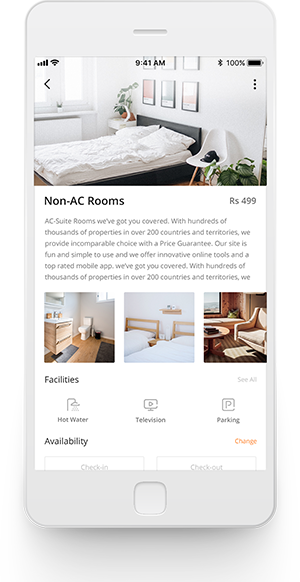 9:41 AM 100%
Non-AC Rooms Rs 499
AC-Suite Rooms we've got you covered. With hundreds of
thousands of properties in over 200 countries and territories, we
provide incomparable choice with a Price Guarantee. Our site is
fun and simple to use and we offer innovative online tools and a
top rated mobile app. we've got you covered. With hundreds of
thousands of properties in over 200 countries and territories, we
Facilities See All
Hot Water Television Parking
Availability Change
Check-in Check-out